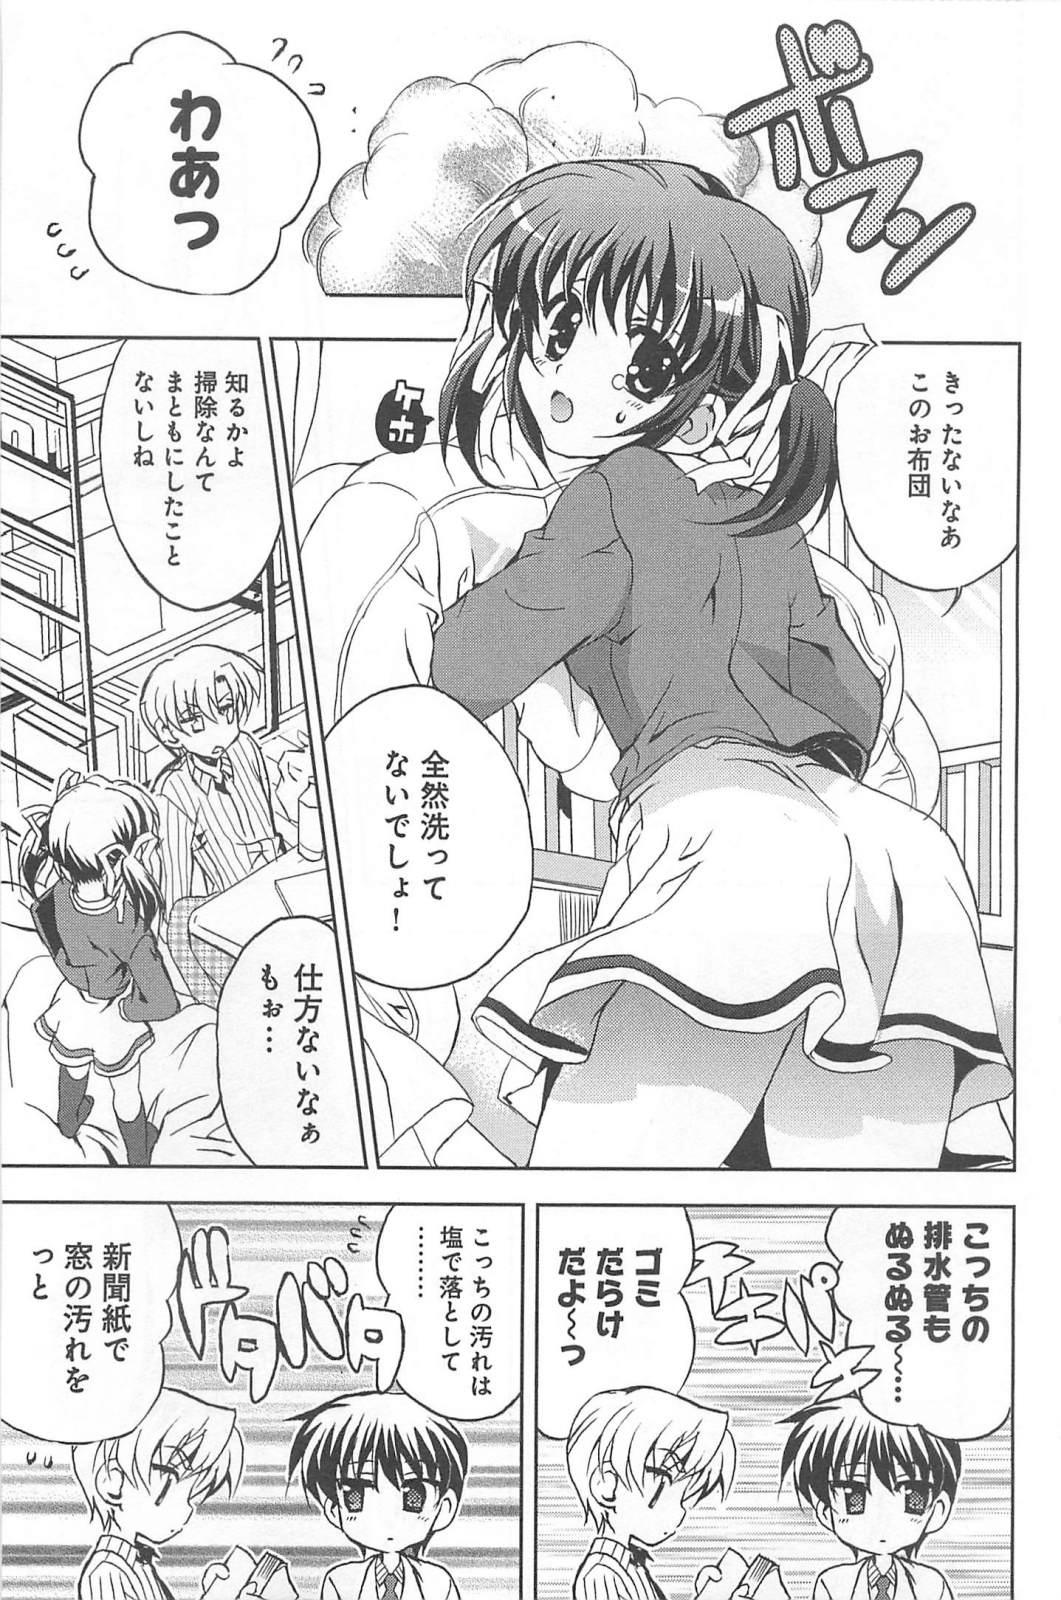 ボフン
わあっ
きったないなあ
このお布団
ケホ
全然洗って
ないでしょ！
知るかよ
掃除なんて
まともにしたこと
ないしね
仕方ないなぁ
もぉ…
こっちの
排水管も
ぬるぬる〜……
ゴミ
だらけ
だよ〜っ
テキパキ
こっちの汚れは
塩で落として
………
ドタバタ
新聞紙で
窓の汚れを
っと